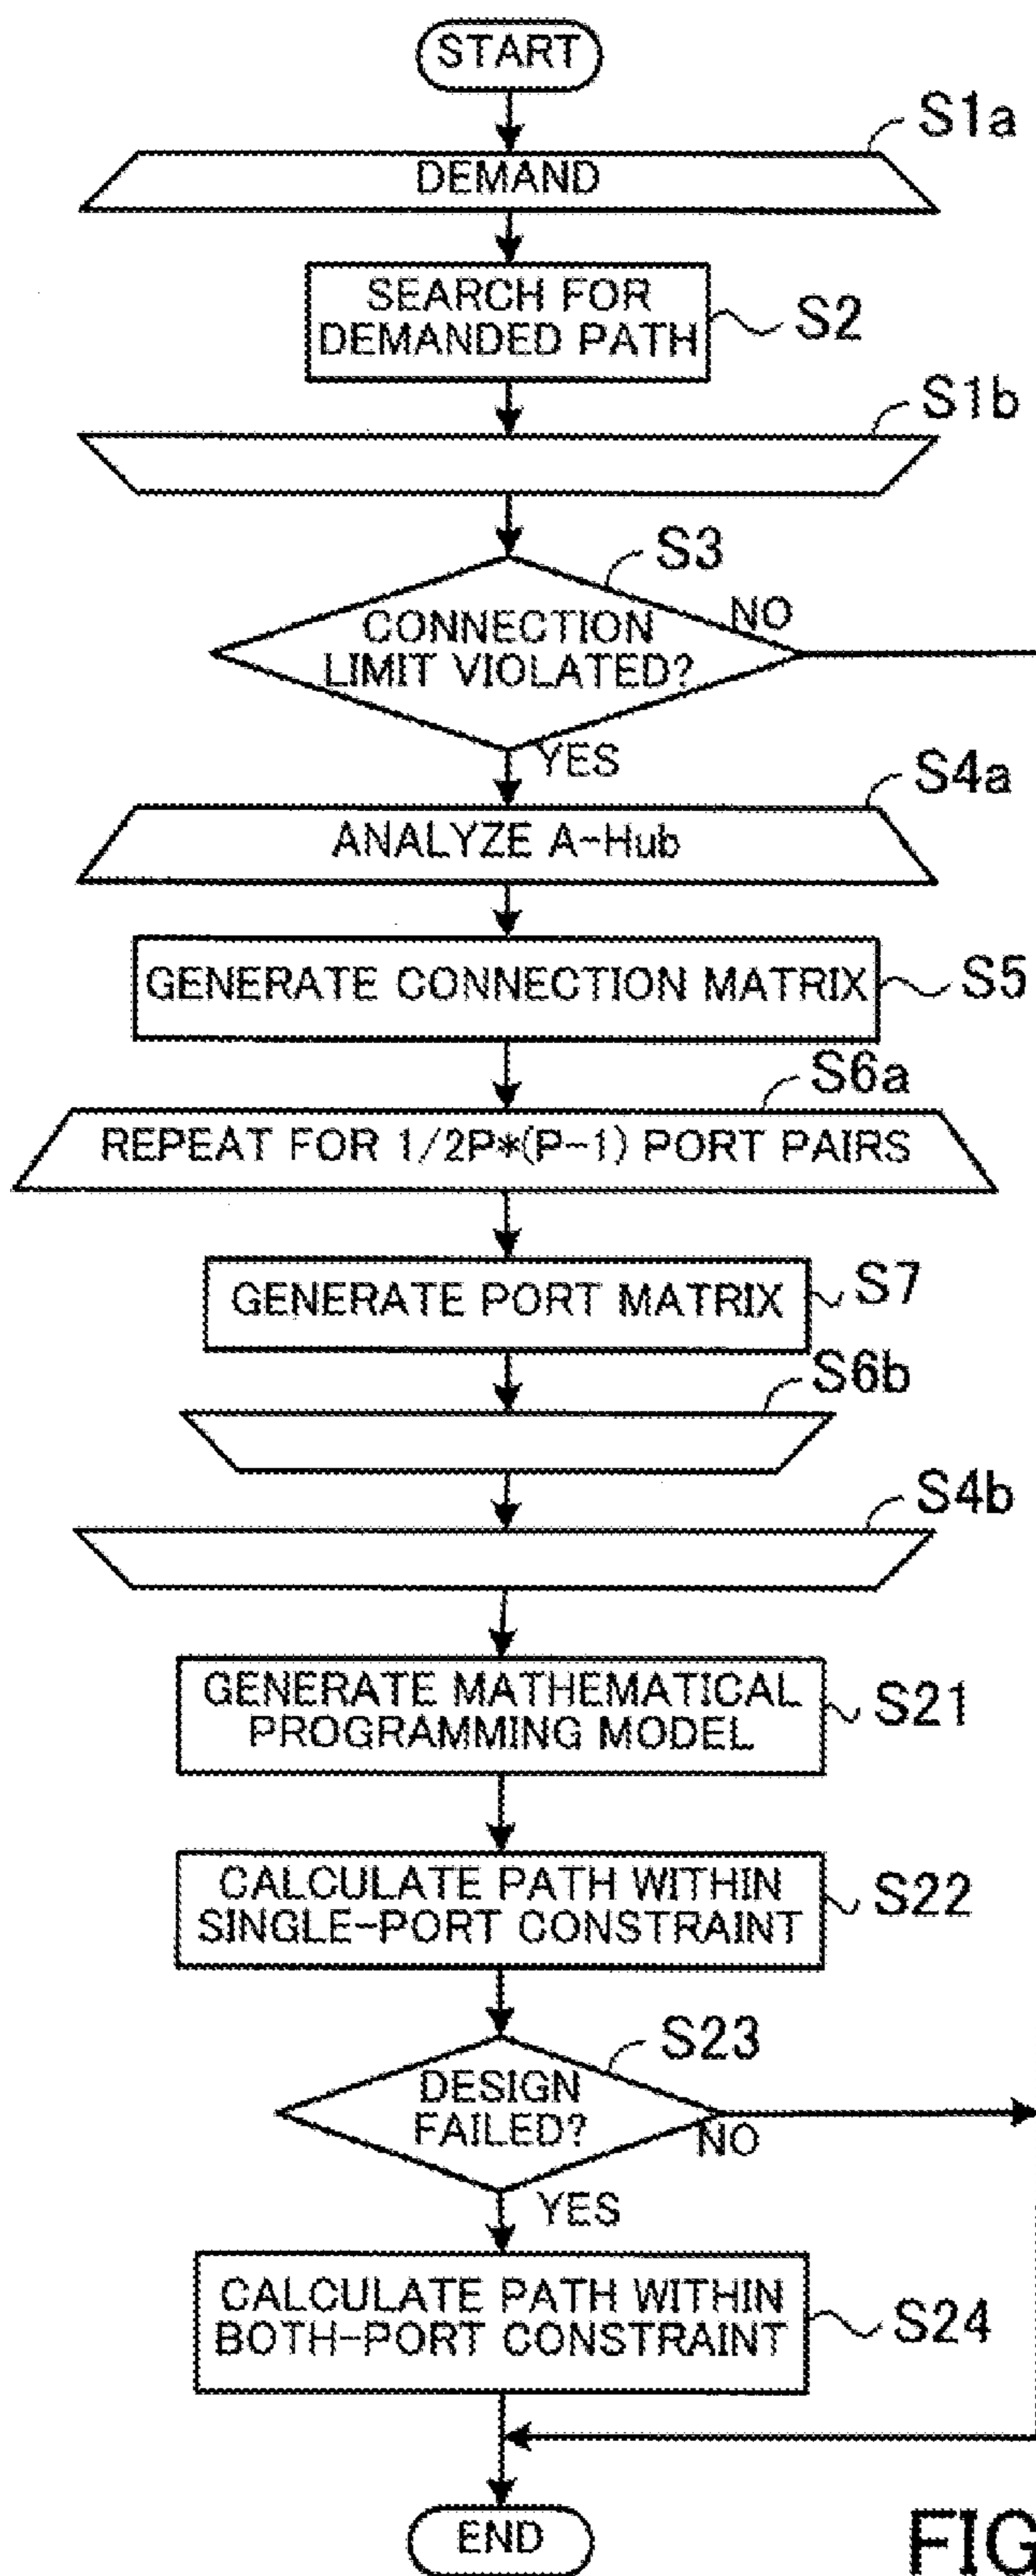 START
S1a
DEMAND
SEARCH FOR
DEMANDED PATH
S2
S1b
S3
CONNECTION
LIMIT VIOLATED?
NO
YES
S4a
ANALYZE A-Hub
GENERATE CONNECTION MATRIX
S5
S6a
REPEAT FOR 1/2P*(P-1) PORT PAIRS
GENERATE PORT MATRIX
S7
S6b
S4b
GENERATE MATHEMATICAL
PROGRAMMING MODEL
S21
CALCULATE PATH WITHIN
SINGLE-PORT CONSTRAINT
S22
S23
DESIGN
FAILED?
NO
YES
CALCULATE PATH WITHIN
BOTH-PORT CONSTRAINT
S24
END
FIG